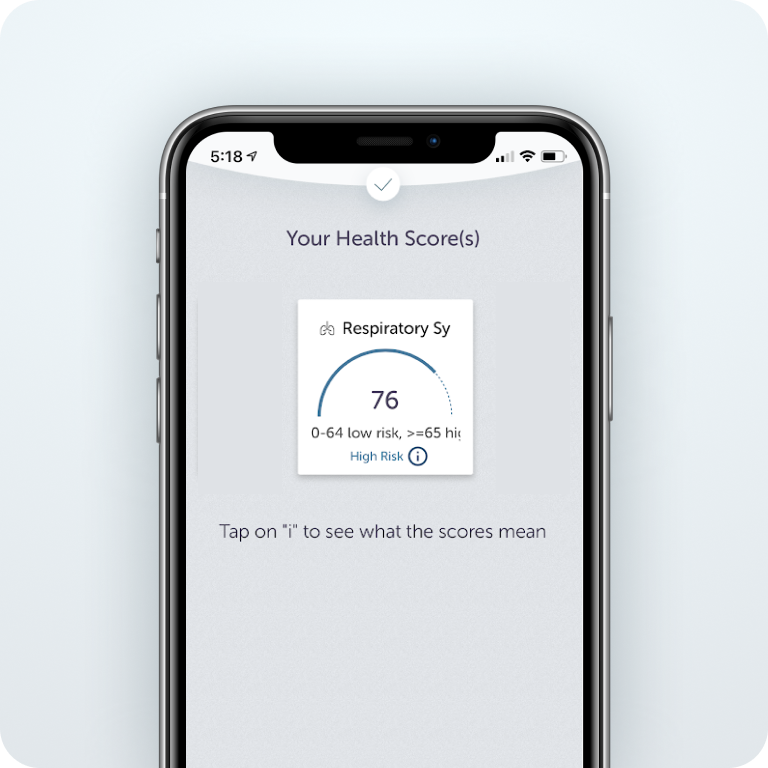 5:18
Your Health Score(s)
Respiratory Sy
76
0-64 low risk, >=65 hi
High Risk i
Tap on "i" to see what the scores mean